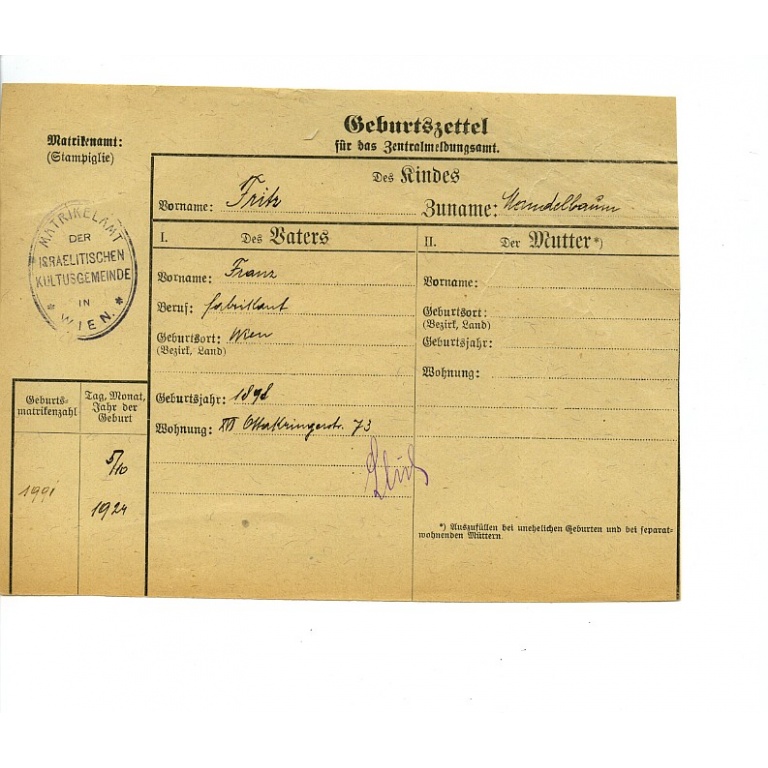 Geburtszettel
für das Zentralmeldungsamt.
Matrikenamt:
(Stampiglie)
MATRIKELAMT
DER
ISRAELITISCHEN
KULTUSGEMEINDE
IN
* WIEN. *
Des Kindes
Vorname: Fritz Zuname: Mandelbaum
I. Des Vaters
Vorname: Franz
Beruf: Fabrikant
Geburtsort: Wien
(Bezirk, Land)
Geburtsjahr: 1898
Wohnung: XVI Ottakringerstr. 73
II. Der Mutter*)
Vorname:
Geburtsort:
(Bezirk, Land)
Geburtsjahr:
Wohnung:
*) Auszufüllen bei unehelichen Geburten und bei separat-
wohnenden Müttern
Geburts-
matrikenzahl
1991
Tag, Monat,
Jahr der
Geburt
5/10
1924